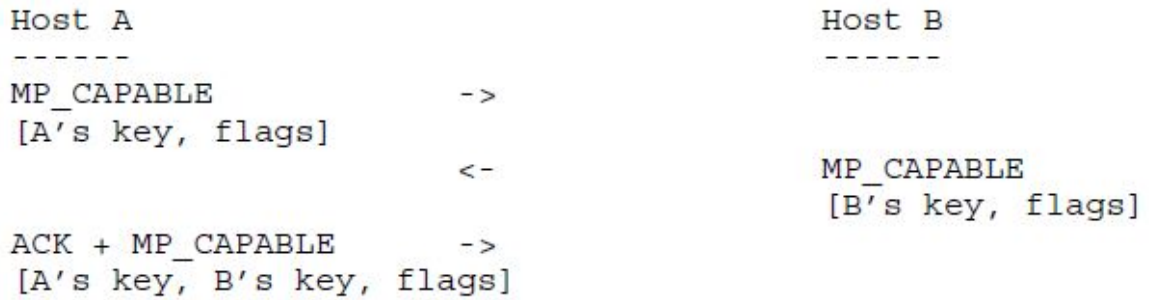 Host A                                  Host B
------                                  ------
MP_CAPABLE            ->
[A's key, flags]
                      <-                MP_CAPABLE
                                        [B's key, flags]
ACK + MP_CAPABLE      ->
[A's key, B's key, flags]